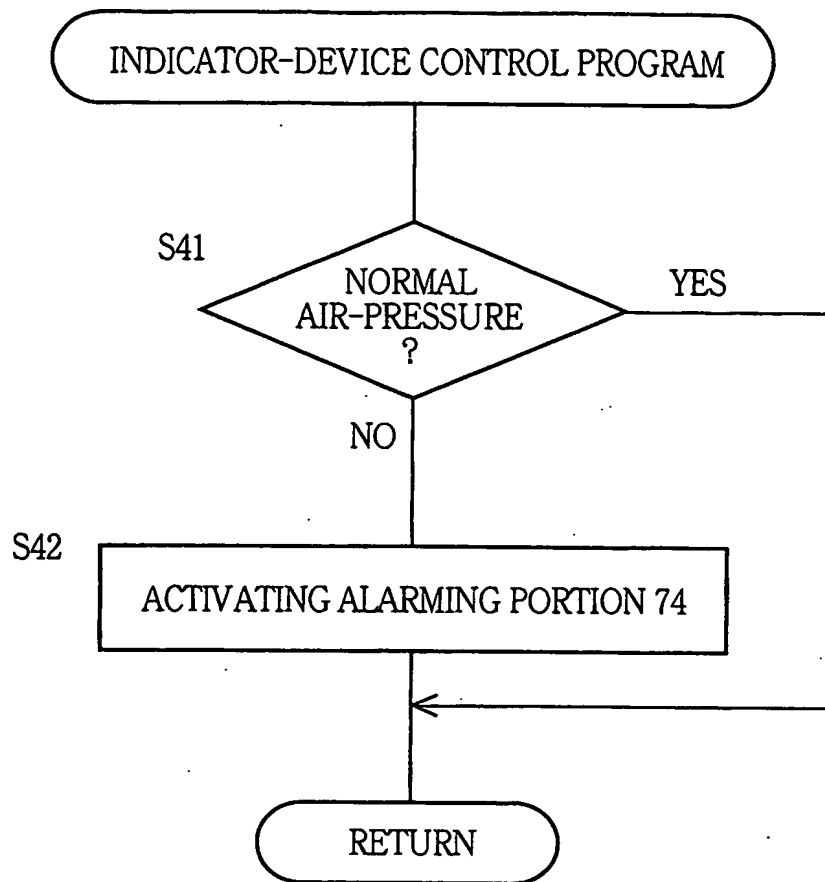 INDICATOR-DEVICE CONTROL PROGRAM
S41
NORMAL
AIR-PRESSURE
?
YES
NO
S42
ACTIVATING ALARMING PORTION 74
RETURN